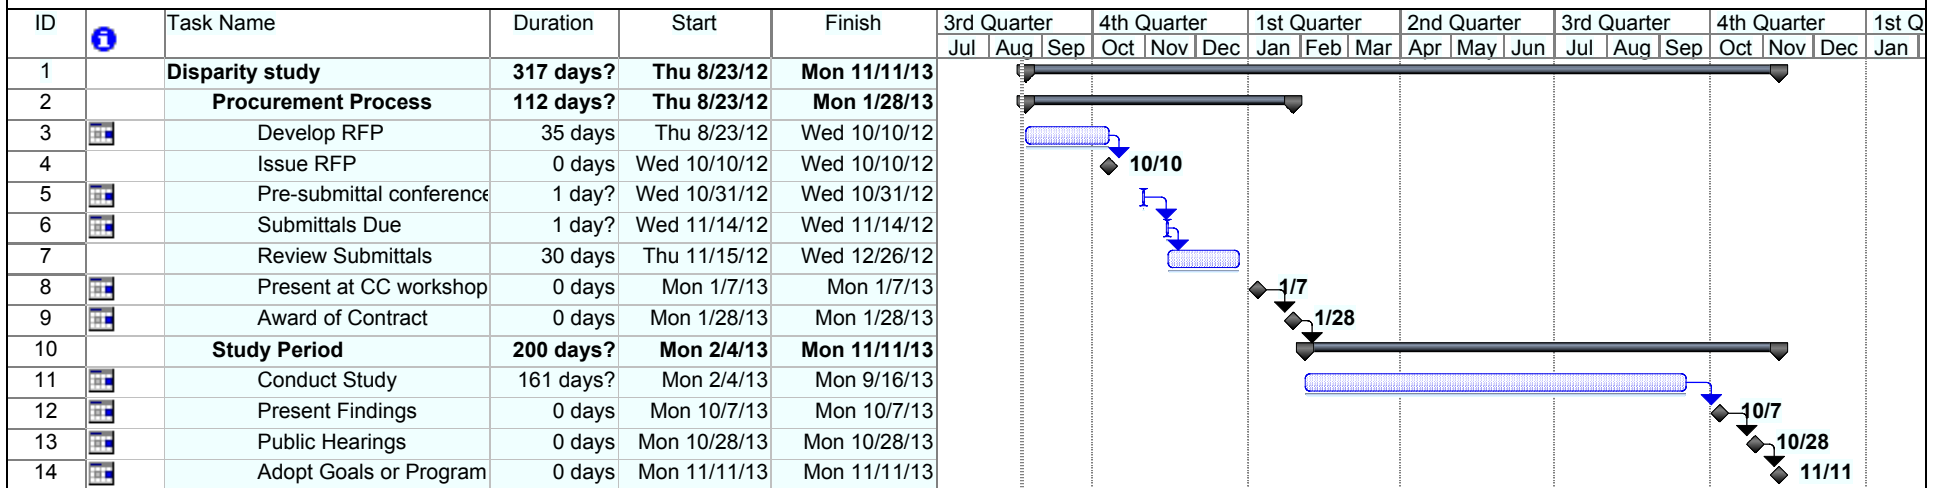 ID Task Name Duration Start Finish 3rd Quarter 4th Quarter 1st Quarter 2nd Quarter 3rd Quarter 4th Quarter 1st Q
Jul Aug Sep Oct Nov Dec Jan Feb Mar Apr May Jun Jul Aug Sep Oct Nov Dec Jan
1 Disparity study 317 days? Thu 8/23/12 Mon 11/11/13
2 Procurement Process 112 days? Thu 8/23/12 Mon 1/28/13
3 Develop RFP 35 days Thu 8/23/12 Wed 10/10/12
4 Issue RFP 0 days Wed 10/10/12 Wed 10/10/12 10/10
5 Pre-submittal conference 1 day? Wed 10/31/12 Wed 10/31/12
6 Submittals Due 1 day? Wed 11/14/12 Wed 11/14/12
7 Review Submittals 30 days Thu 11/15/12 Wed 12/26/12
8 Present at CC workshop 0 days Mon 1/7/13 Mon 1/7/13 1/7
9 Award of Contract 0 days Mon 1/28/13 Mon 1/28/13 1/28
10 Study Period 200 days? Mon 2/4/13 Mon 11/11/13
11 Conduct Study 161 days? Mon 2/4/13 Mon 9/16/13
12 Present Findings 0 days Mon 10/7/13 Mon 10/7/13 10/7
13 Public Hearings 0 days Mon 10/28/13 Mon 10/28/13 10/28
14 Adopt Goals or Program 0 days Mon 11/11/13 Mon 11/11/13 11/11